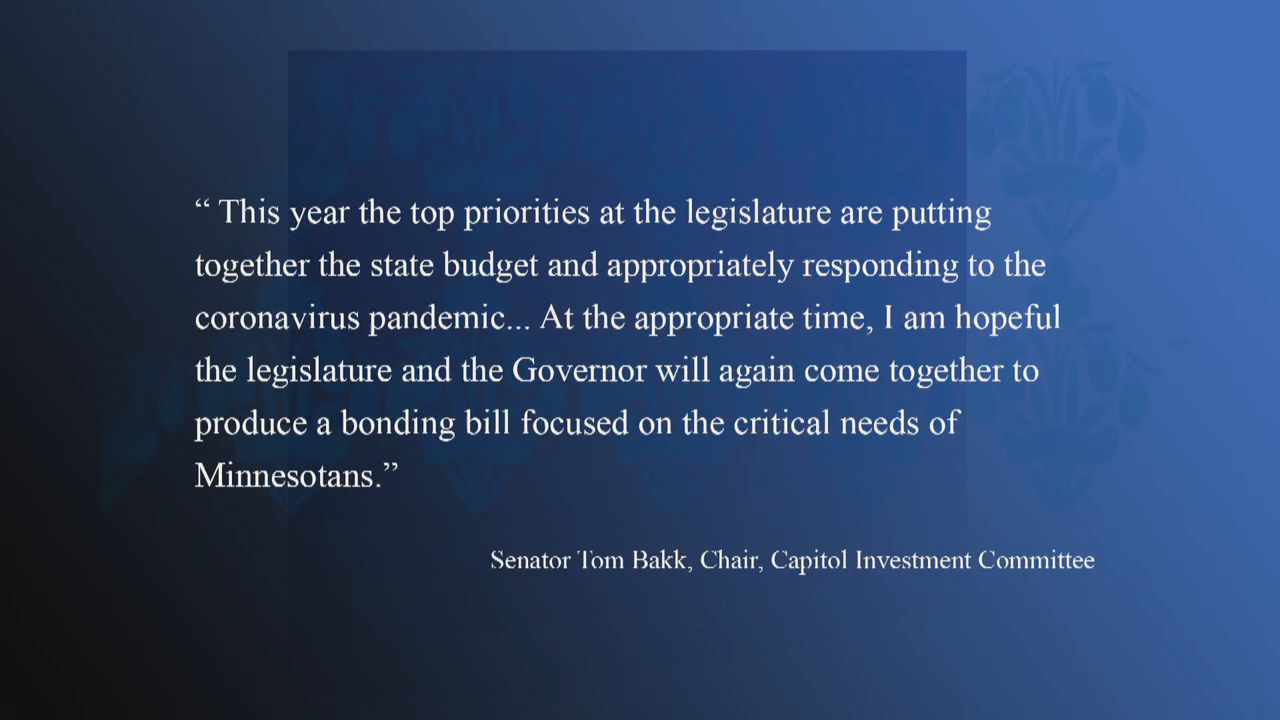 “ This year the top priorities at the legislature are putting
together the state budget and appropriately responding to the
coronavirus pandemic... At the appropriate time, I am hopeful
the legislature and the Governor will again come together to
produce a bonding bill focused on the critical needs of
Minnesotans.”
Senator Tom Bakk, Chair, Capitol Investment Committee